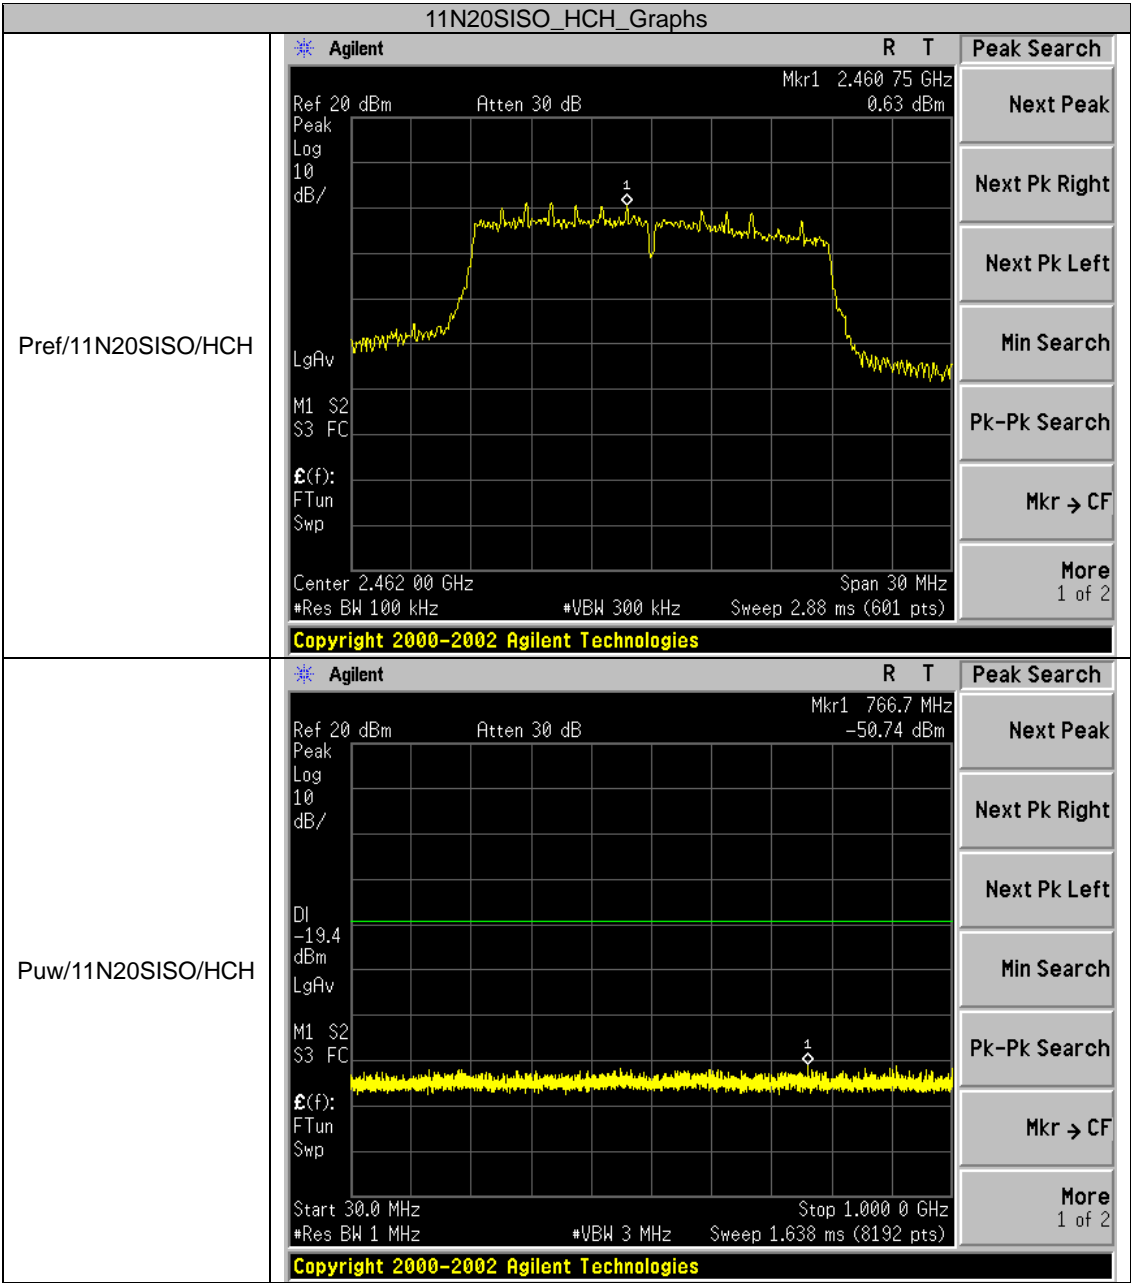 11N20SISO_HCH_Graphs
Pref/11N20SISO/HCH
Agilent
R T
Peak Search
Mkr1 2.460 75 GHz
Ref 20 dBm Atten 30 dB 0.63 dBm
Peak
Log
10
dB/
1
LgAv
M1 S2
S3 FC
£(f):
FTun
Swp
Center 2.462 00 GHz Span 30 MHz
#Res BW 100 kHz #VBW 300 kHz Sweep 2.88 ms (601 pts)
Copyright 2000-2002 Agilent Technologies
Next Peak
Next Pk Right
Next Pk Left
Min Search
Pk-Pk Search
Mkr → CF
More
1 of 2
Puw/11N20SISO/HCH
Agilent
R T
Peak Search
Mkr1 766.7 MHz
Ref 20 dBm Atten 30 dB -50.74 dBm
Peak
Log
10
dB/
DI
-19.4
dBm
LgAv
M1 S2
S3 FC
1
£(f):
FTun
Swp
Start 30.0 MHz Stop 1.000 0 GHz
#Res BW 1 MHz #VBW 3 MHz Sweep 1.638 ms (8192 pts)
Copyright 2000-2002 Agilent Technologies
Next Peak
Next Pk Right
Next Pk Left
Min Search
Pk-Pk Search
Mkr → CF
More
1 of 2